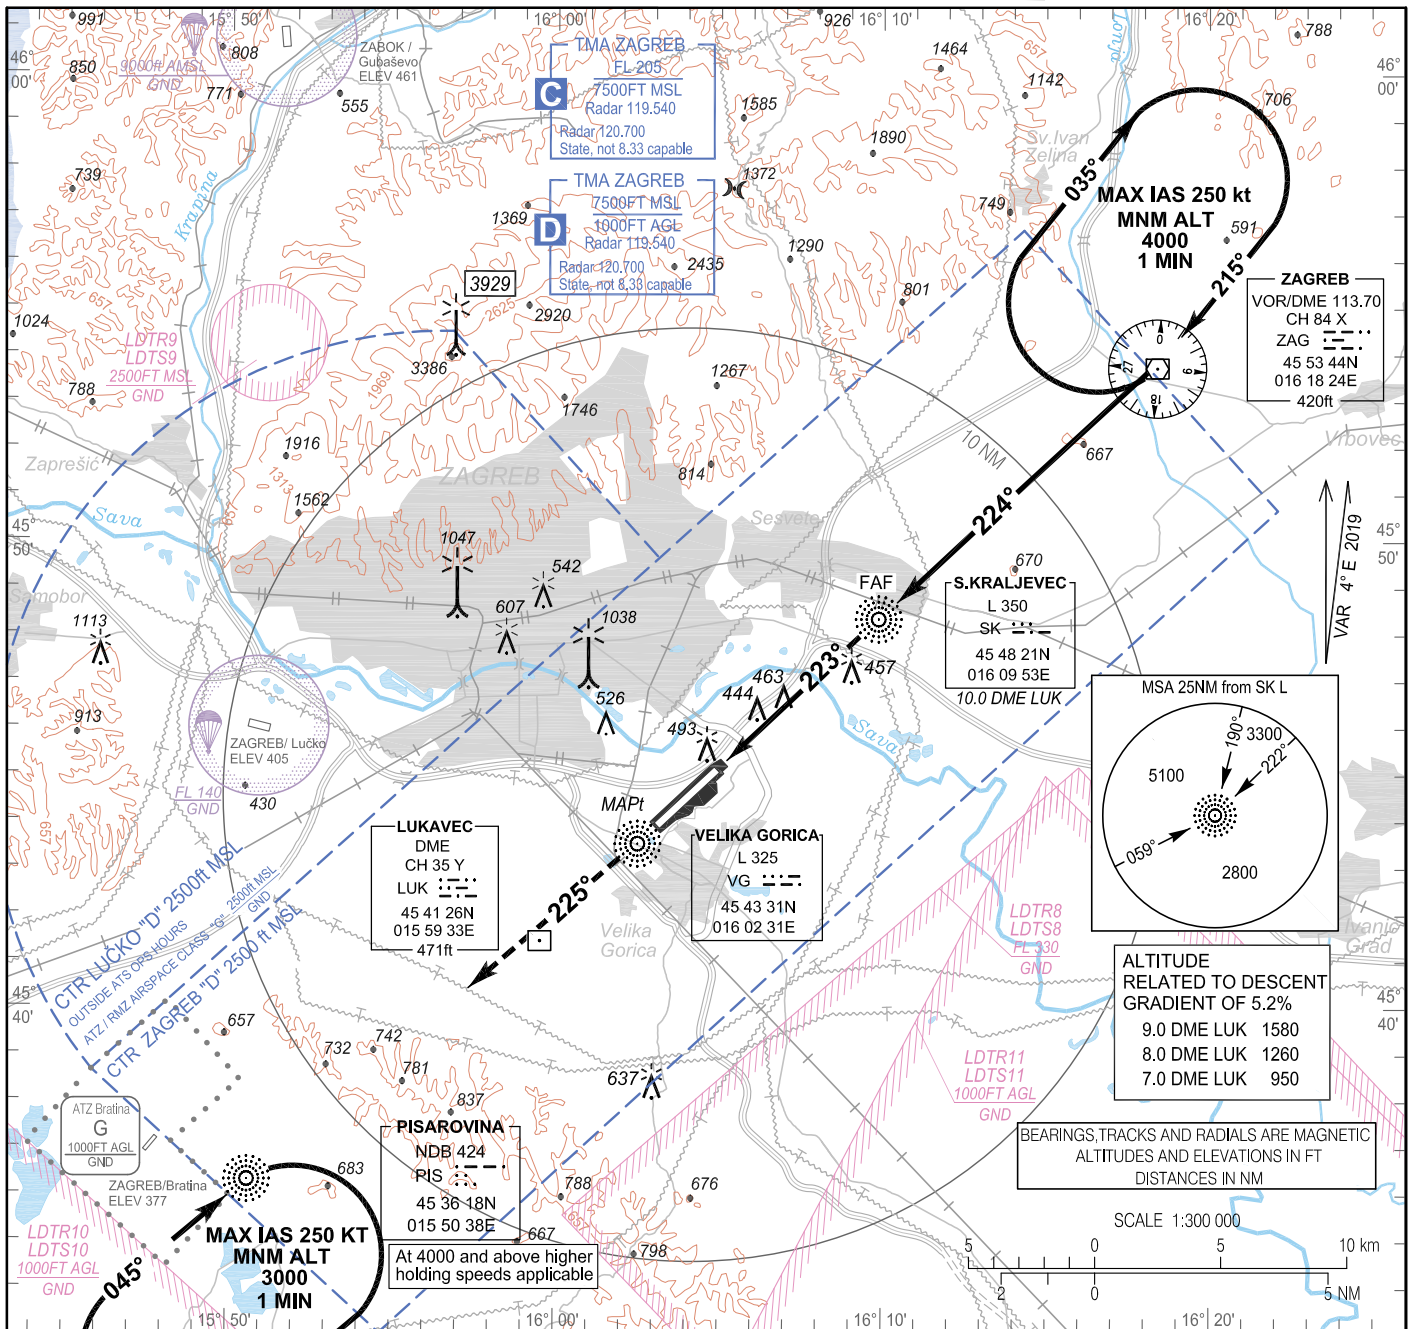 991
15°50'
16°00'
926
16°10'
16°20'
788
46°
00'
808
850
9000ft AMSL
GND
771
ZABOK /
Gubaševo
ELEV 461
555
TMA ZAGREB
FL 205
C
7500FT MSL
Radar 119.540
Radar 120.700
State, not 8.33 capable
1464
1142
657
Lonja
46°
00'
1585
1890
706
Sv.Ivan
Zelina
739
Krapina
1369
TMA ZAGREB
7500FT MSL
D
1000FT AGL
Radar 119.540
Radar 120.700
State, not 8.33 capable
1372
749
035°
MAX IAS 250 kt
MNM ALT
4000
1 MIN
591
215°
1290
2435
801
3929
2625
2920
657
1024
LDTR9
LDTS9
2500FT MSL
GND
788
3386
1969
1267
1746
ZAGREB
VOR/DME 113.70
CH 84 X
ZAG
45 53 44N
016 18 24E
420ft
0
9
18
27
Vrbovec
667
10 NM
1916
1313
Zaprešić
1562
657
ZAGREB
814
Sesvete
224°
Sava
45°
50'
45°
50'
VAR 4° E 2019
1047
542
607
1038
526
FAF
670
S.KRALJEVEC
L 350
SK
45 48 21N
016 09 53E
10.0 DME LUK
Samobor
1113
223°
457
463
444
493
Sava
913
ZAGREB/ Lučko
ELEV 405
FL 140
GND
430
657
MSA 25NM from SK L
190°
3300
222°
5100
059°
2800
MAPt
LUKAVEC
DME
CH 35 Y
LUK
45 41 26N
015 59 33E
471ft
VELIKA GORICA
L 325
VG
45 43 31N
016 02 31E
225°
Velika
Gorica
LDTR8
LDTS8
FL 330
GND
Ivanić
Grad
CTR LUČKO "D" 2500ft MSL
OUTSIDE ATS OPS HOURS
ATZ / RMZ AIRSPACE CLASS "G" 2500ft MSL
GND
CTR ZAGREB "D" 2500 ft MSL
45°
40'
45°
40'
ALTITUDE
RELATED TO DESCENT
GRADIENT OF 5.2%
9.0 DME LUK 1580
8.0 DME LUK 1260
7.0 DME LUK 950
657
742
732
781
837
637
LDTR11
LDTS11
1000FT AGL
GND
ATZ Bratina
G
1000FT AGL
GND
ZAGREB/Bratina
ELEV 377
PISAROVINA
NDB 424
PIS
45 36 18N
015 50 38E
683
788
657
676
667
798
BEARINGS,TRACKS AND RADIALS ARE MAGNETIC
ALTITUDES AND ELEVATIONS IN FT
DISTANCES IN NM
SCALE 1:300 000
5 0 5 10 km
2 0 5 NM
LDTR10
LDTS10
1000FT AGL
GND
045°
MAX IAS 250 KT
MNM ALT
3000
1 MIN
At 4000 and above higher
holding speeds applicable
15°50'
16°00'
16°10'
16°20'